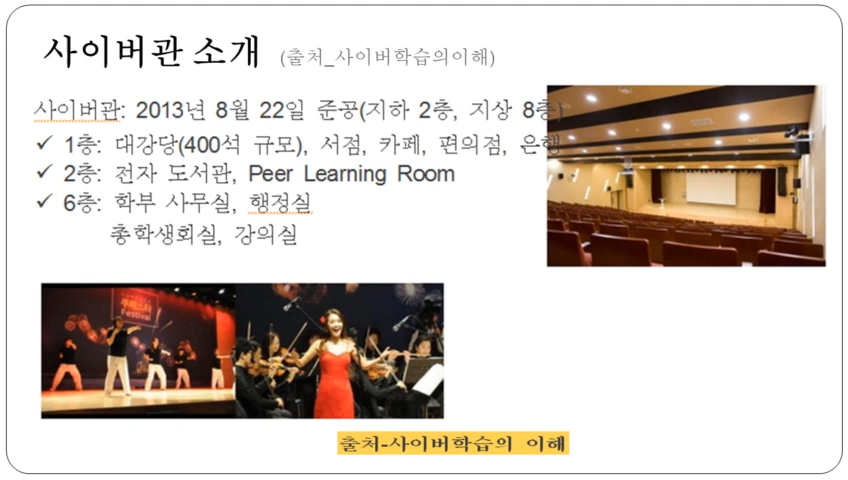 사이버관 소개 (출처_사이버학습의이해)
사이버관: 2013년 8월 22일 준공(지하 2층, 지상 8층)
✓ 1층: 대강당(400석 규모), 서점, 카페, 편의점, 은행
✓ 2층: 전자 도서관, Peer Learning Room
✓ 6층: 학부 사무실, 행정실
총학생회실, 강의실
Festival
출처-사이버학습의 이해